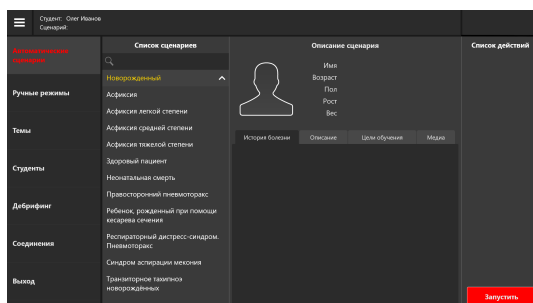 Студент: Олег Иванов
Сценарий:
Автоматические
сценарии
Ручные режимы
Темы
Студенты
Дебрифинг
Соединения
Выход
Список сценариев
Новорожденный
Асфиксия
Асфиксия легкой степени
Асфиксия средней степени
Асфиксия тяжелой степени
Здоровый пациент
Неонатальная смерть
Правосторонний пневмоторакс
Ребенок, рожденный при помощи
кесарева сечения
Респираторный дистресс-синдром.
Пневмоторакс
Синдром аспирации мекония
Транзиторное тахипноэ
новорождённых
Описание сценария
Имя
Возраст
Пол
Рост
Вес
История болезни
Описание
Цели обучения
Медиа
Список действий
Запустить